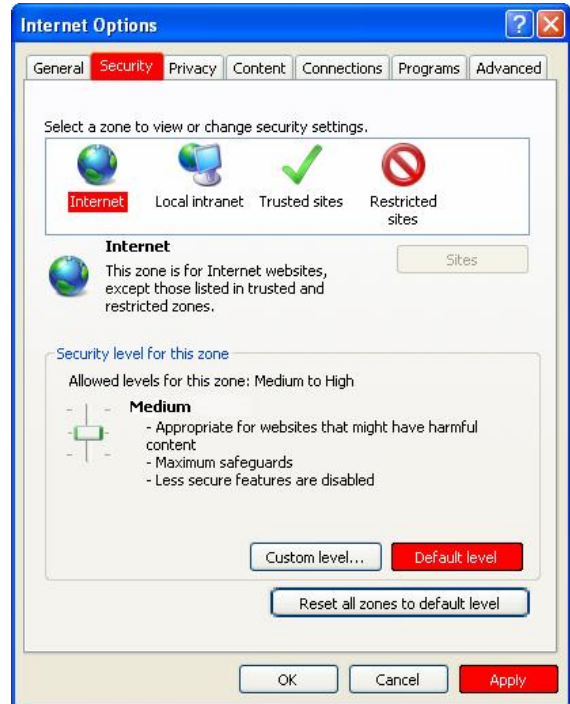 Internet Options
General Security Privacy Content Connections Programs Advanced
Select a zone to view or change security settings.
Internet Local intranet Trusted sites Restricted
sites
Internet
This zone is for Internet websites,
except those listed in trusted and
restricted zones.
Sites
Security level for this zone
Allowed levels for this zone: Medium to High
Medium
- Appropriate for websites that might have harmful
content
- Maximum safeguards
- Less secure features are disabled
Custom level... Default level
Reset all zones to default level
OK Cancel Apply